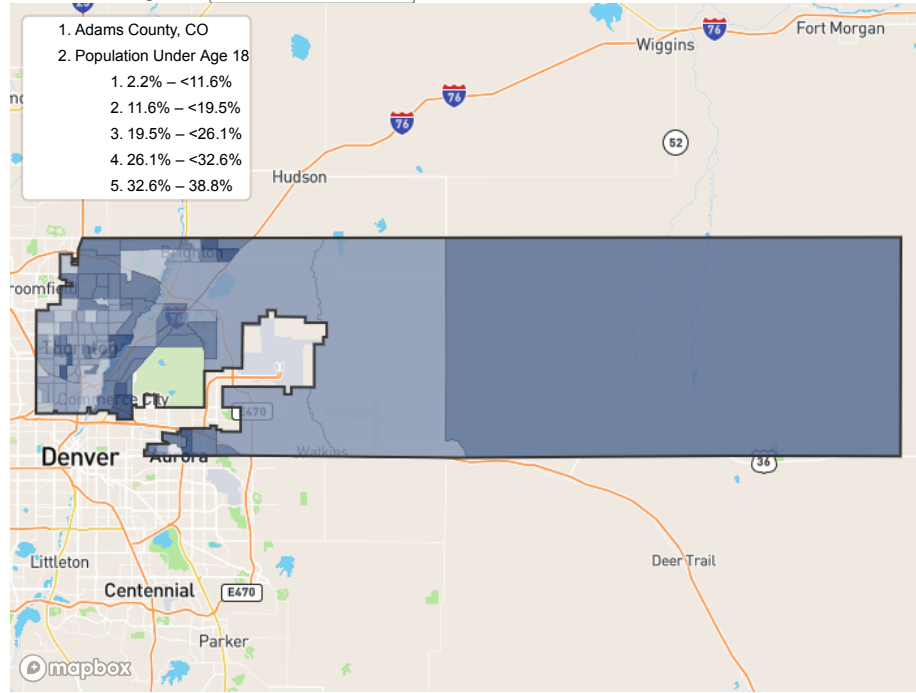 25
1. Adams County, CO
2. Population Under Age 18
1. 2.2% – <11.6%
2. 11.6% – <19.5%
3. 19.5% – <26.1%
4. 26.1% – <32.6%
5. 32.6% – 38.8%
76
Fort Morgan
Wiggins
76
76
52
Hudson
Brighton
roomfield
Thornton
Commerce City
E470
Denver
Aurora
Watkins
36
Littleton
Deer Trail
Centennial
E470
Parker
mapbox